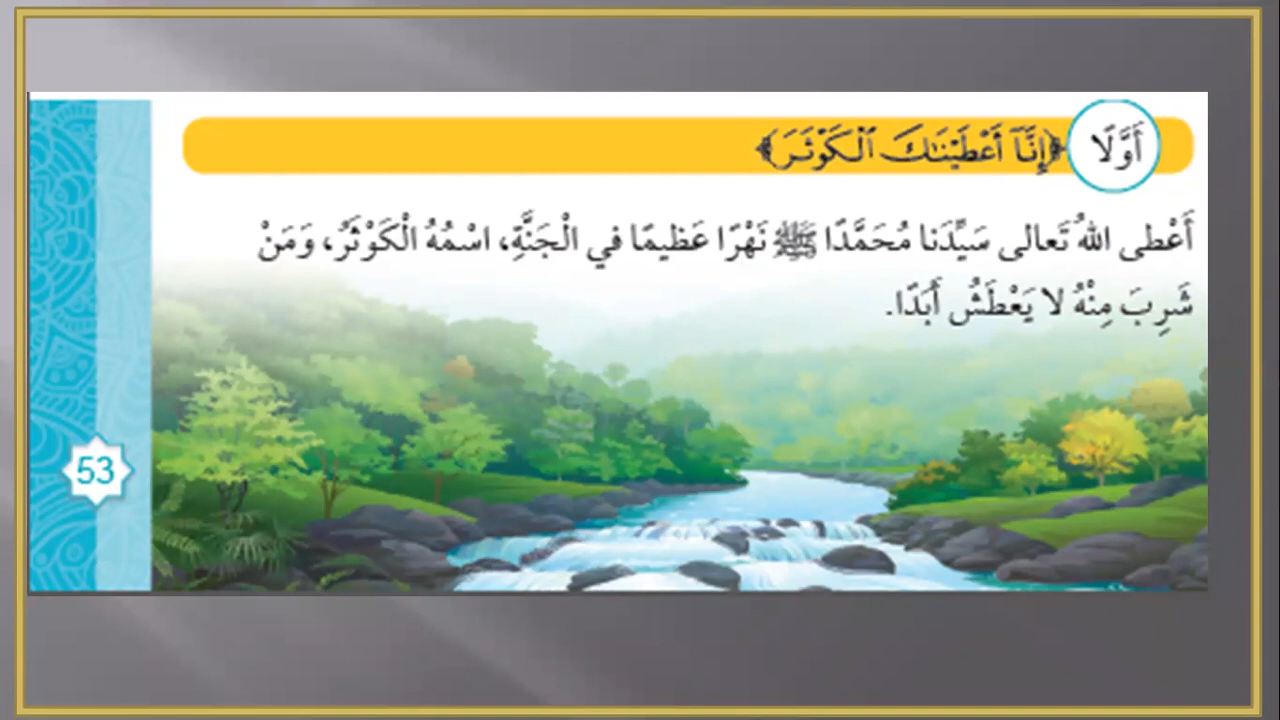 أَوَّلًا
﴿إِنَّآ أَعْطَيْنَٰكَ ٱلْكَوْثَرَ﴾
أَعْطى اللهُ تَعالى سَيِّدَنا مُحَمَّدًا ﷺ نَهْرًا عَظيمًا في الْجَنَّةِ، اسْمُهُ الْكَوْثَرُ، وَمَنْ
شَرِبَ مِنْهُ لا يَعْطَشُ أَبَدًا.
53